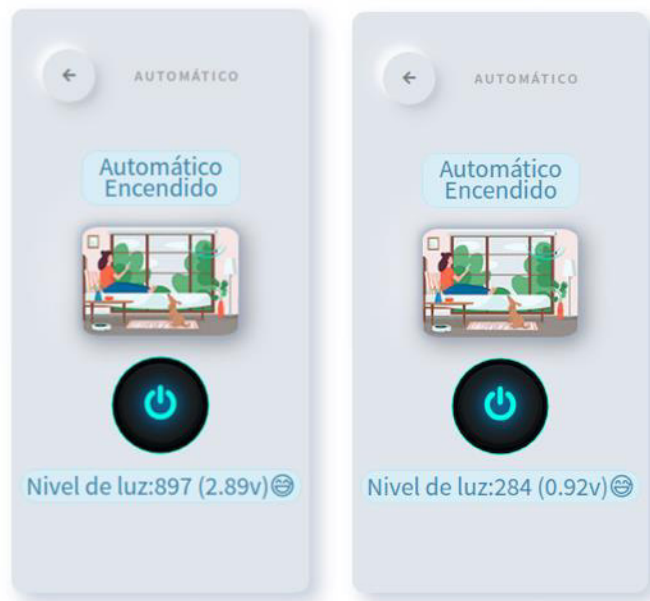 AUTOMÁTICO
Automático
Encendido
Nivel de luz:897 (2.89v)😅
AUTOMÁTICO
Automático
Encendido
Nivel de luz:284 (0.92v)😅